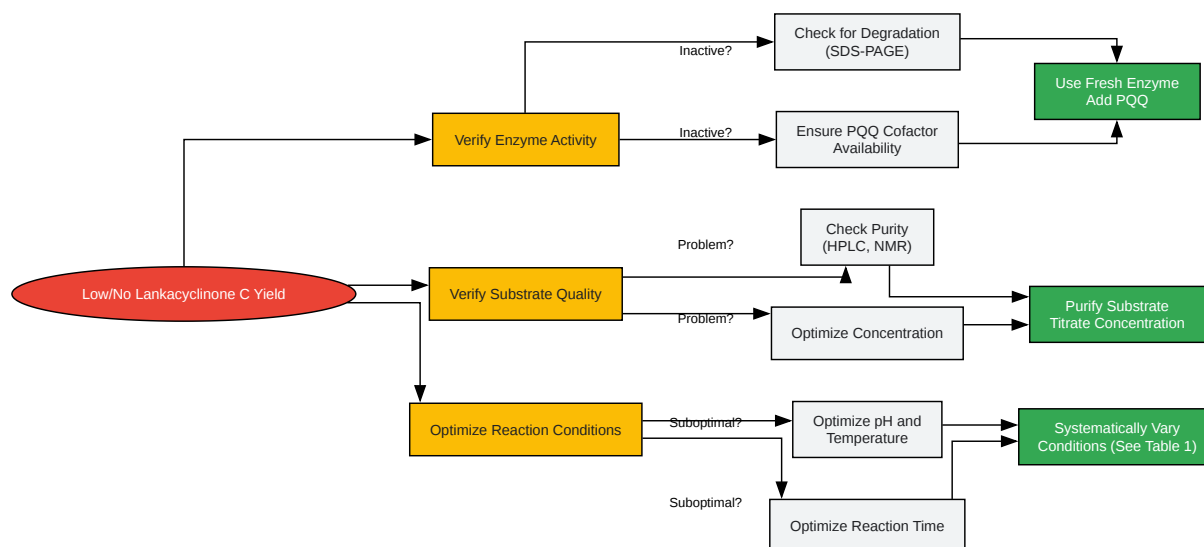 Check for Degradation
(SDS-PAGE)
Inactive?
Use Fresh Enzyme
Add PQQ
Verify Enzyme Activity
Inactive?
Ensure PQQ Cofactor
Availability
Check Purity
(HPLC, NMR)
Problem?
Low/No Lankacyclinone C Yield
Verify Substrate Quality
Purify Substrate
Titrate Concentration
Problem?
Optimize Concentration
Optimize Reaction Conditions
Suboptimal?
Optimize pH and
Temperature
Systematically Vary
Conditions (See Table 1)
Suboptimal?
Optimize Reaction Time